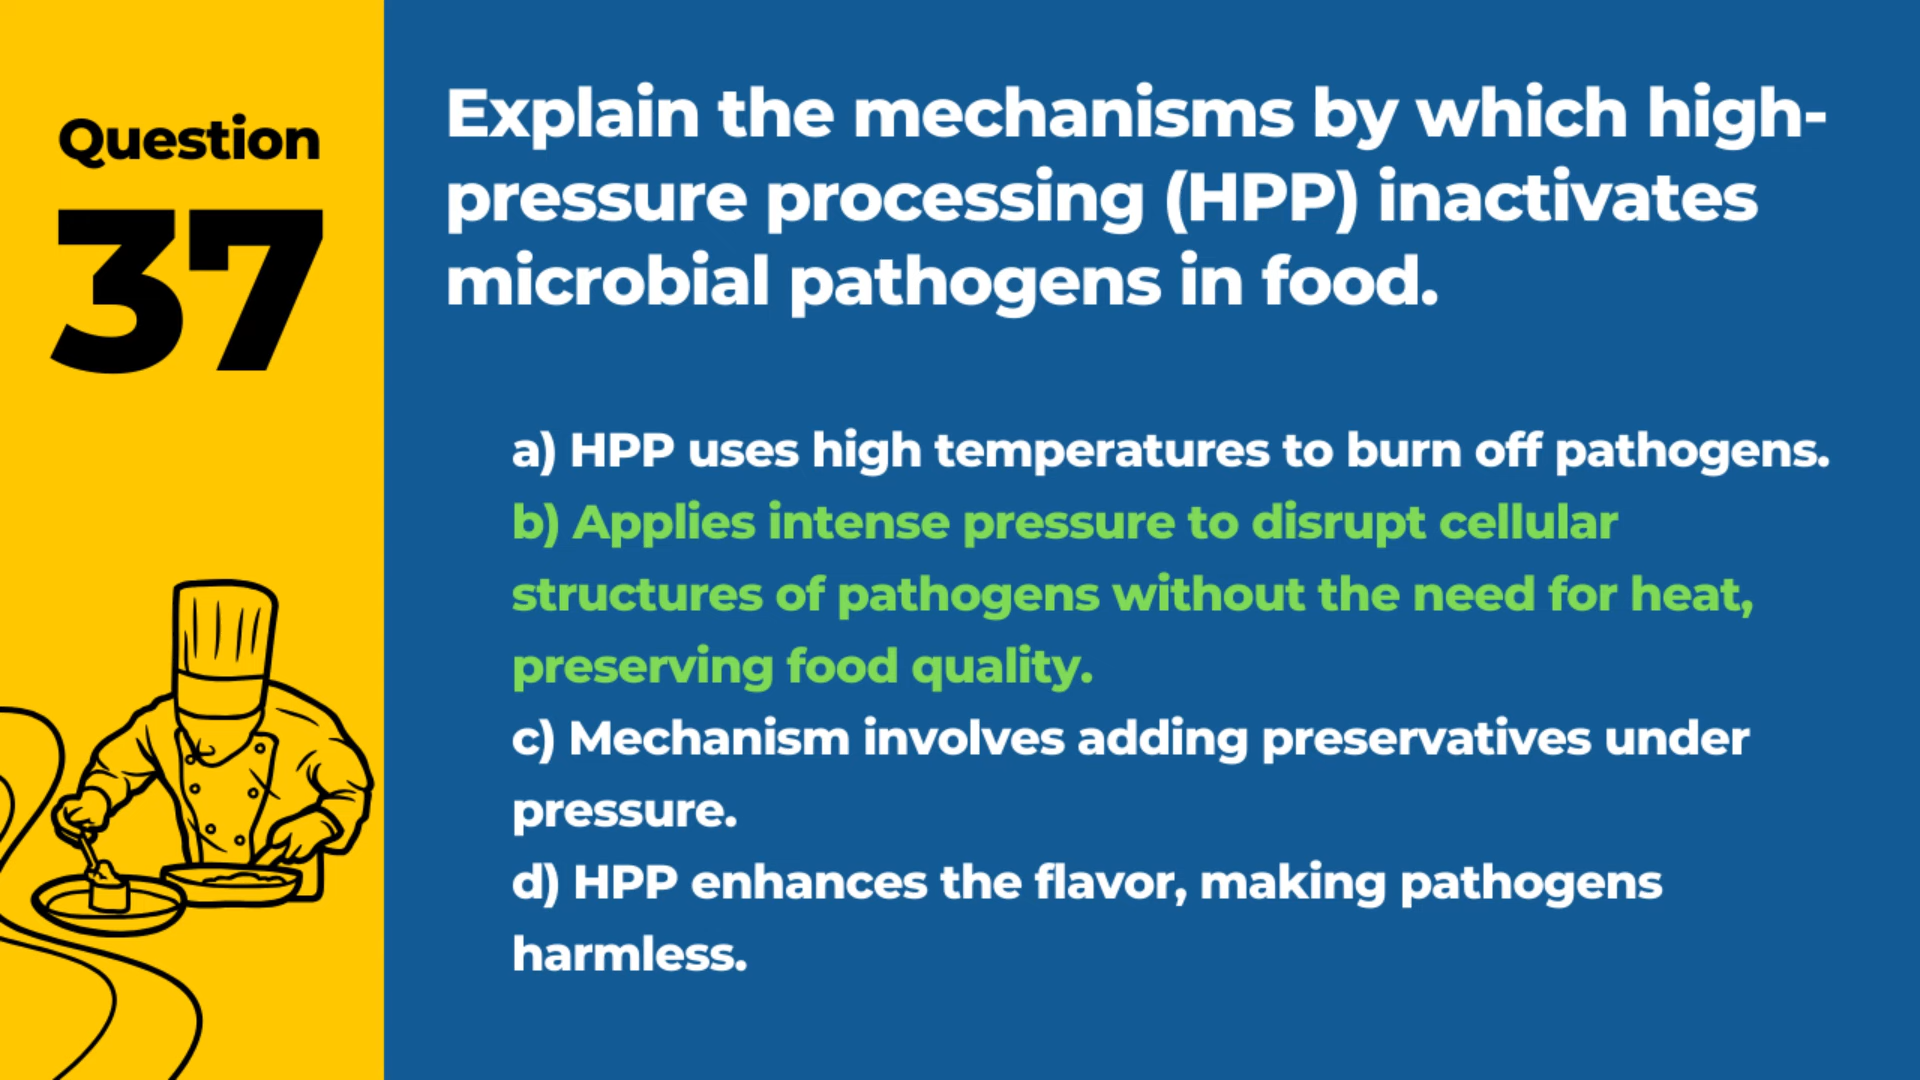 Question
37
Explain the mechanisms by which high-
pressure processing (HPP) inactivates
microbial pathogens in food.
a) HPP uses high temperatures to burn off pathogens.
b) Applies intense pressure to disrupt cellular
structures of pathogens without the need for heat,
preserving food quality.
c) Mechanism involves adding preservatives under
pressure.
d) HPP enhances the flavor, making pathogens
harmless.